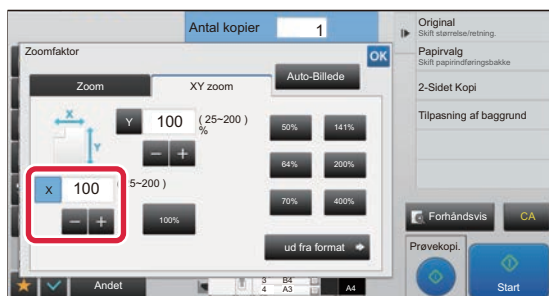 Antal kopier
1
Zoomfaktor
OK
Zoom
XY zoom
Auto-Billede
X
Y
Y
100
( 25~200 )
%
X
100
5~200 )
100%
50%
141%
64%
200%
70%
400%
ud fra format
Original
Skift størrelse/retning.
Papirvalg
Skift papirindføringsbakke
2-Sidet Kopi
Tilpasning af baggrund
Forhåndsvis
CA
Prøvekopi.
Start
Andet
3 B4
4 A3
A4